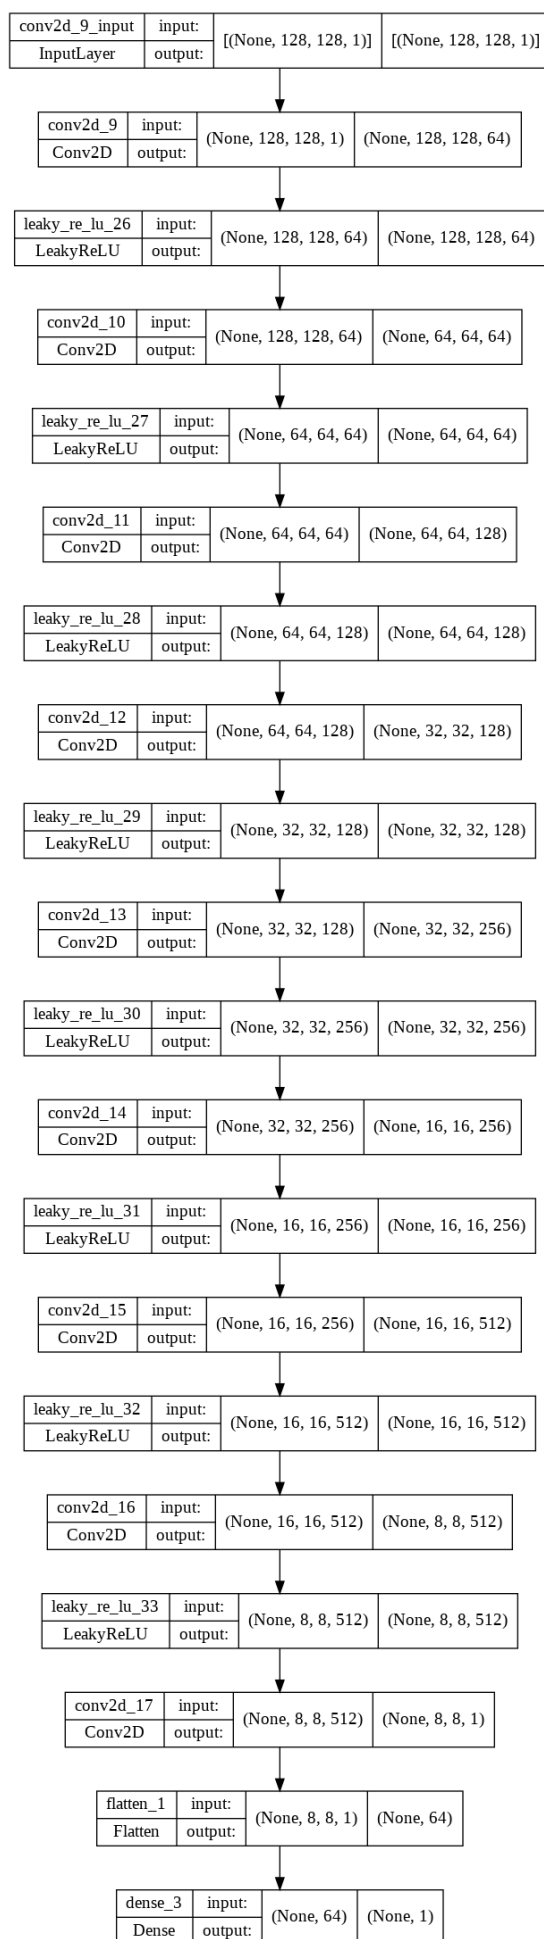 conv2d_9_input input: [(None, 128, 128, 1)] [(None, 128, 128, 1)]
InputLayer output:
conv2d_9 input: (None, 128, 128, 1) (None, 128, 128, 64)
Conv2D output:
leaky_re_lu_26 input: (None, 128, 128, 64) (None, 128, 128, 64)
LeakyReLU output:
conv2d_10 input: (None, 128, 128, 64) (None, 64, 64, 64)
Conv2D output:
leaky_re_lu_27 input: (None, 64, 64, 64) (None, 64, 64, 64)
LeakyReLU output:
conv2d_11 input: (None, 64, 64, 64) (None, 64, 64, 128)
Conv2D output:
leaky_re_lu_28 input: (None, 64, 64, 128) (None, 64, 64, 128)
LeakyReLU output:
conv2d_12 input: (None, 64, 64, 128) (None, 32, 32, 128)
Conv2D output:
leaky_re_lu_29 input: (None, 32, 32, 128) (None, 32, 32, 128)
LeakyReLU output:
conv2d_13 input: (None, 32, 32, 128) (None, 32, 32, 256)
Conv2D output:
leaky_re_lu_30 input: (None, 32, 32, 256) (None, 32, 32, 256)
LeakyReLU output:
conv2d_14 input: (None, 32, 32, 256) (None, 16, 16, 256)
Conv2D output:
leaky_re_lu_31 input: (None, 16, 16, 256) (None, 16, 16, 256)
LeakyReLU output:
conv2d_15 input: (None, 16, 16, 256) (None, 16, 16, 512)
Conv2D output:
leaky_re_lu_32 input: (None, 16, 16, 512) (None, 16, 16, 512)
LeakyReLU output:
conv2d_16 input: (None, 16, 16, 512) (None, 8, 8, 512)
Conv2D output:
leaky_re_lu_33 input: (None, 8, 8, 512) (None, 8, 8, 512)
LeakyReLU output:
conv2d_17 input: (None, 8, 8, 512) (None, 8, 8, 1)
Conv2D output:
flatten_1 input: (None, 8, 8, 1) (None, 64)
Flatten output:
dense_3 input: (None, 64) (None, 1)
Dense output: